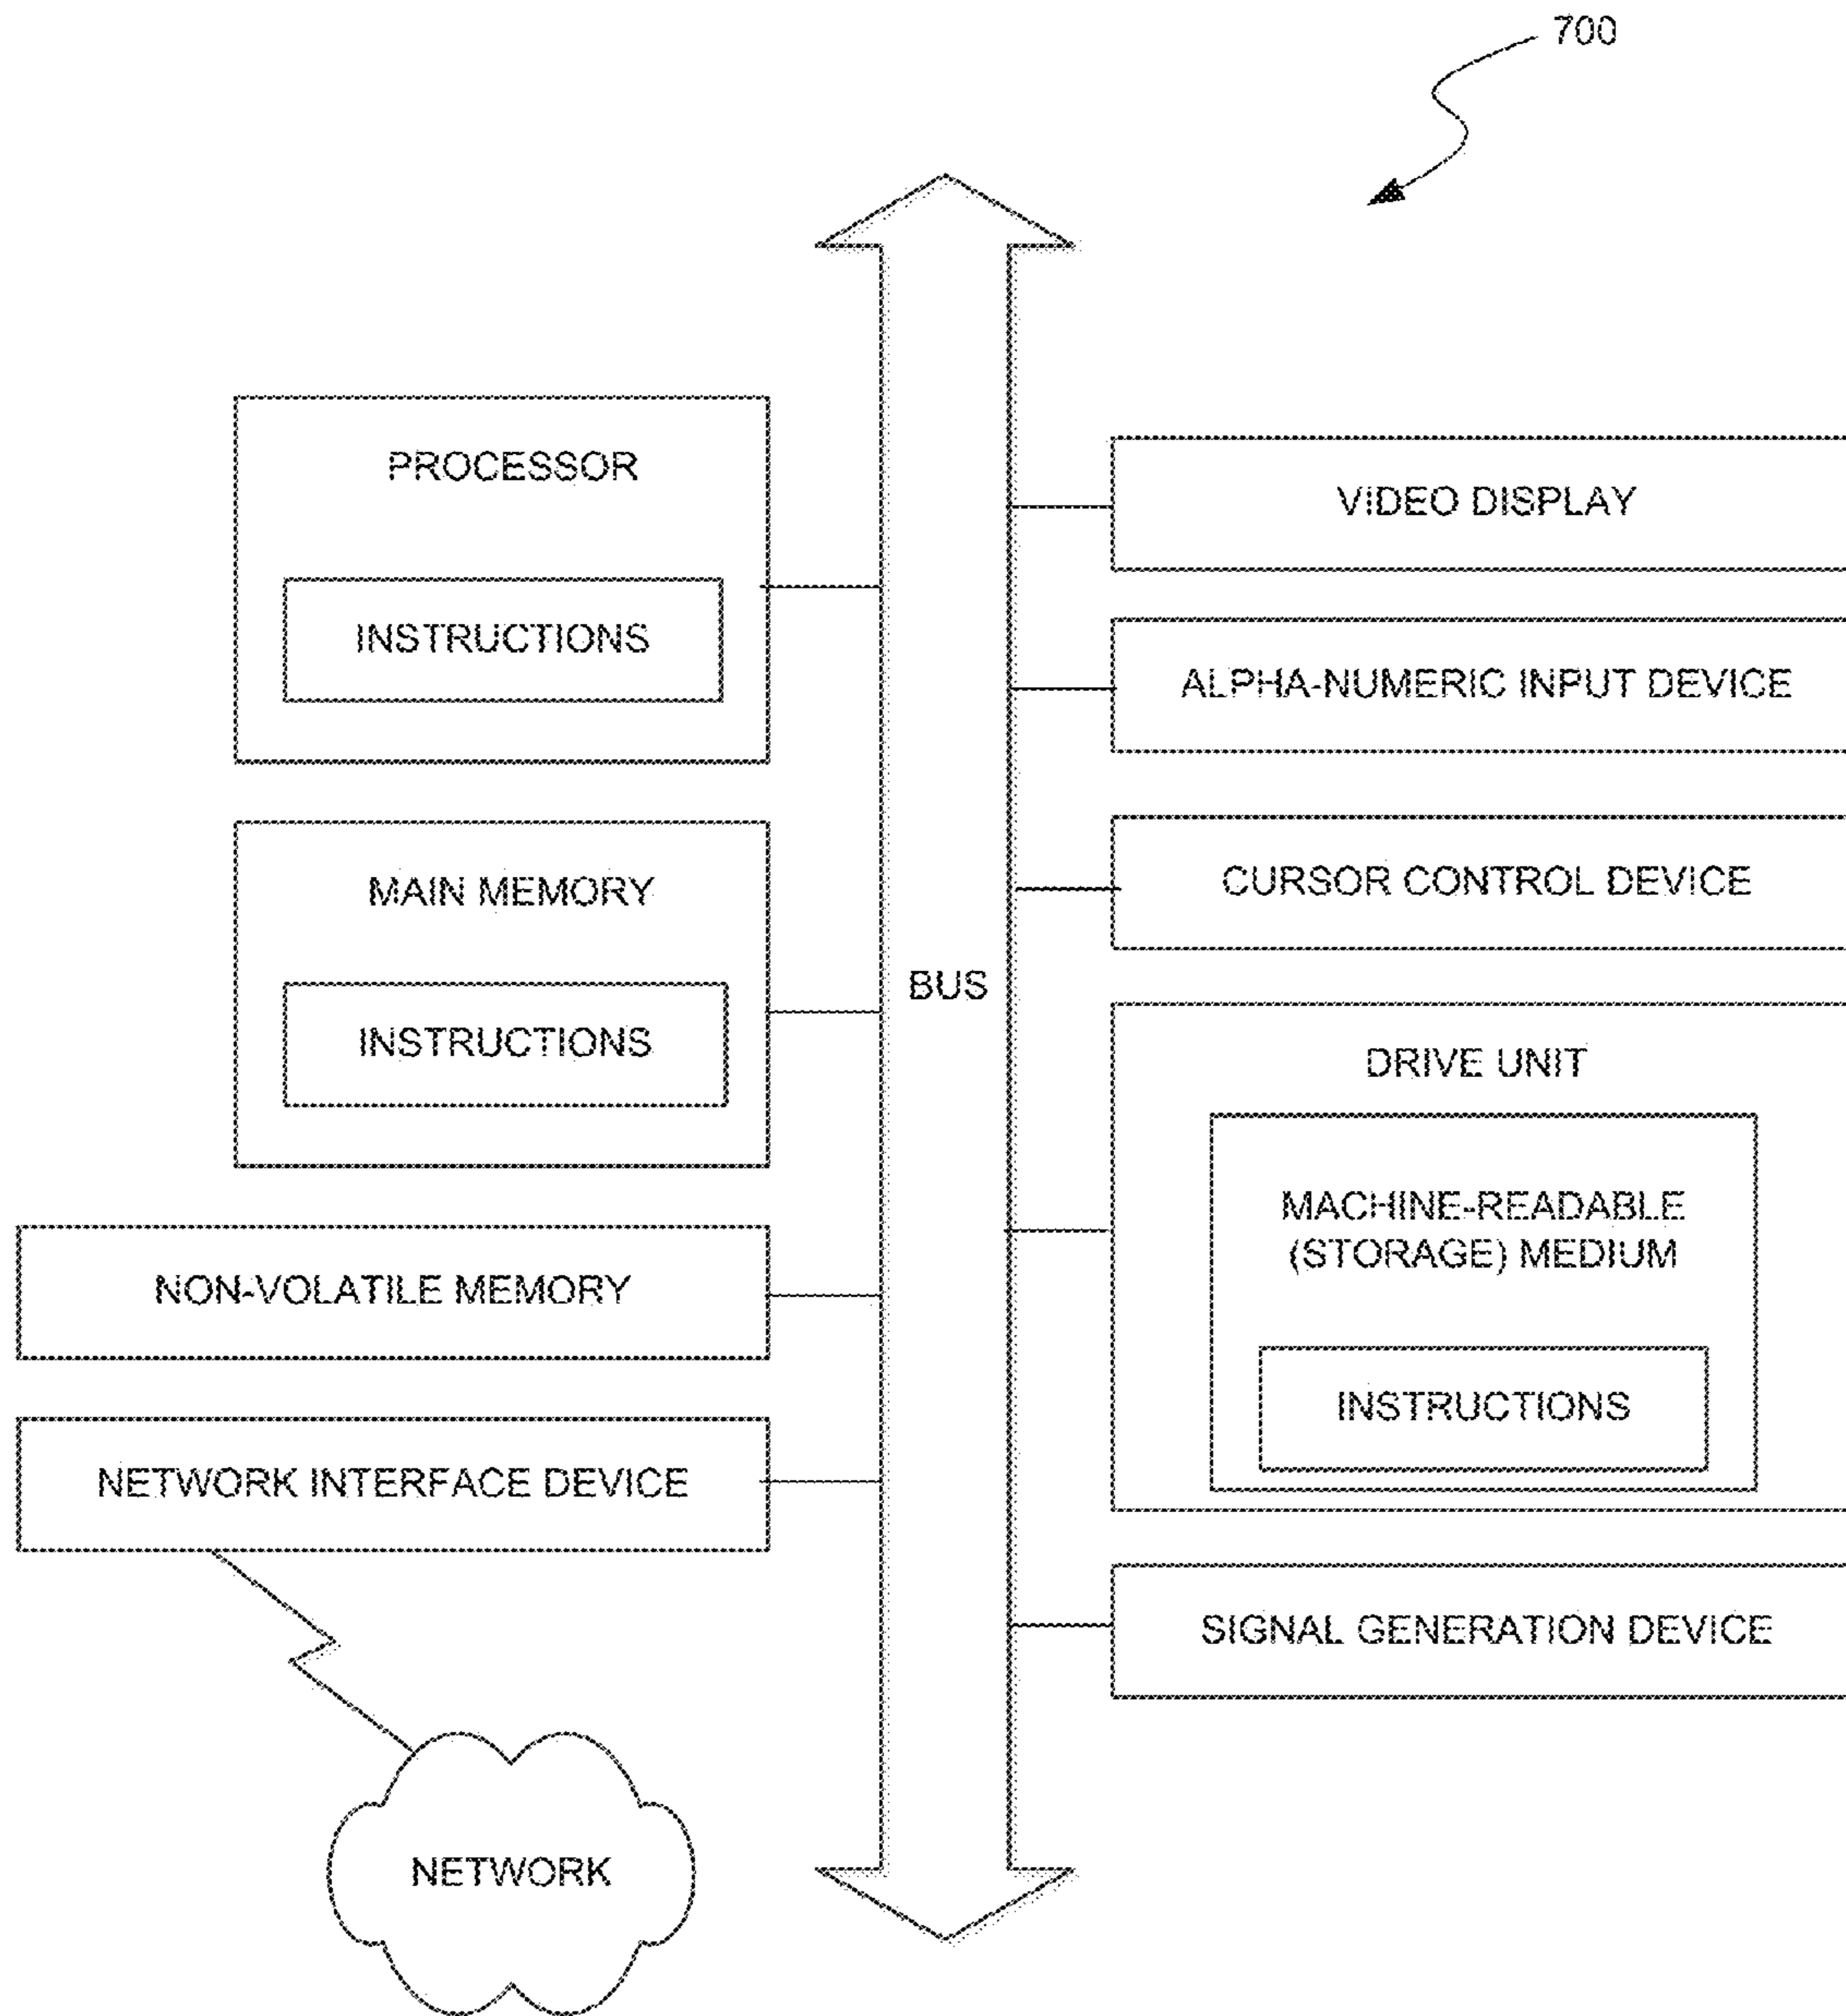 700
PROCESSOR
INSTRUCTIONS
MAIN MEMORY
INSTRUCTIONS
NON-VOLATILE MEMORY
NETWORK INTERFACE DEVICE
NETWORK
BUS
VIDEO DISPLAY
ALPHA-NUMERIC INPUT DEVICE
CURSOR CONTROL DEVICE
DRIVE UNIT
MACHINE-READABLE
(STORAGE) MEDIUM
INSTRUCTIONS
SIGNAL GENERATION DEVICE